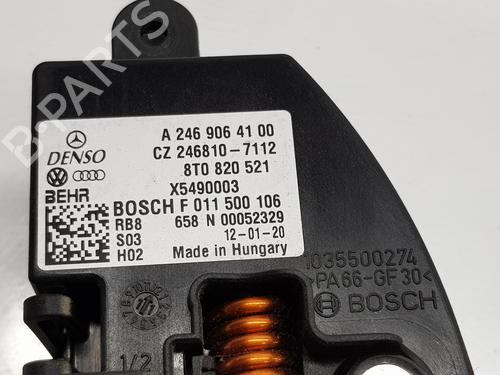 A 246 906 41 00
DENSO CZ 246810-7112
8T0 820 521
BEHR X5490003
BOSCH F 011 500 106
RB8 658 N 00052329
S03 12-01-20
H02 Made in Hungary
1035500274
>PA66-GF30<
BOSCH
1/2
B-PARTS